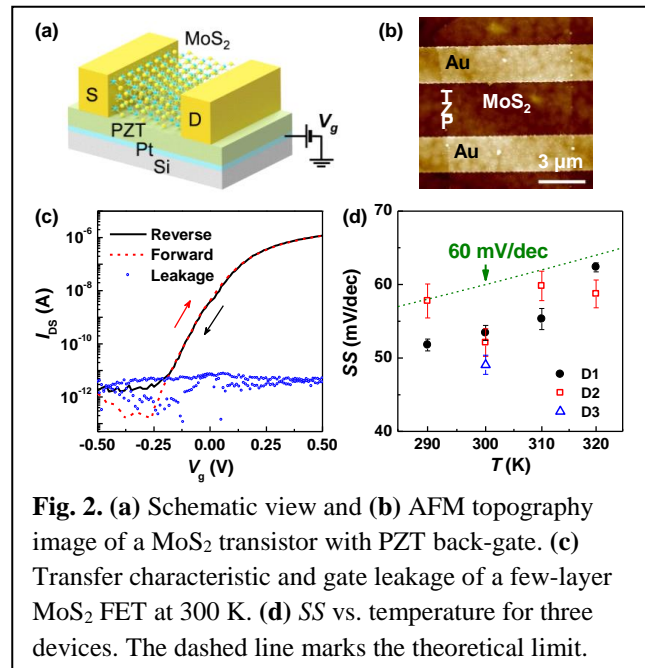 (a)
MoS₂
S
D
PZT
Pt
Si
V_g
(b)
Au
MoS₂
PZT
Au
3 μm
(c)
Reverse
Forward
Leakage
10⁻⁶
10⁻⁸
10⁻¹⁰
10⁻¹²
I_DS (A)
-0.50 -0.25 0.00 0.25 0.50
V_g (V)
(d)
60 mV/dec
70
60
50
40
SS (mV/dec)
D1
D2
D3
290 300 310 320
T (K)
Fig. 2. (a) Schematic view and (b) AFM topography
image of a MoS₂ transistor with PZT back-gate. (c)
Transfer characteristic and gate leakage of a few-layer
MoS₂ FET at 300 K. (d) SS vs. temperature for three
devices. The dashed line marks the theoretical limit.